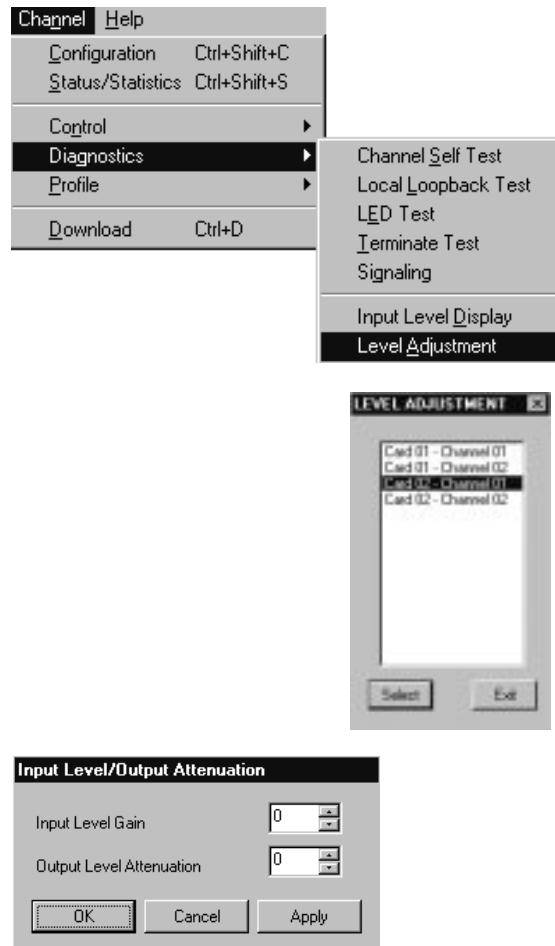 Channel Help
Configuration Ctrl+Shift+C
Status/Statistics Ctrl+Shift+S
Control
Diagnostics
Profile
Download Ctrl+D
Channel Self Test
Local Loopback Test
LED Test
Terminate Test
Signaling
Input Level Display
Level Adjustment
LEVEL ADJUSTMENT
Card 01 - Channel 01
Card 01 - Channel 02
Card 02 - Channel 01
Card 02 - Channel 02
Select Exit
Input Level/Output Attenuation
Input Level Gain 0
Output Level Attenuation 0
OK Cancel Apply